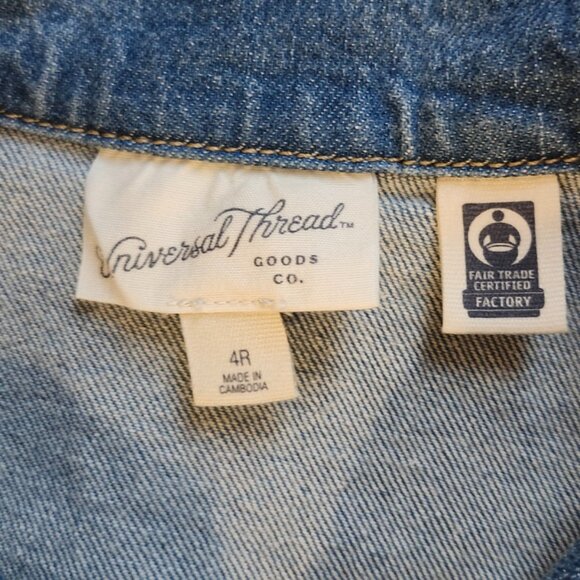 Universal Thread™
GOODS
CO.
4R
MADE IN
CAMBODIA
FAIR TRADE
CERTIFIED
FACTORY